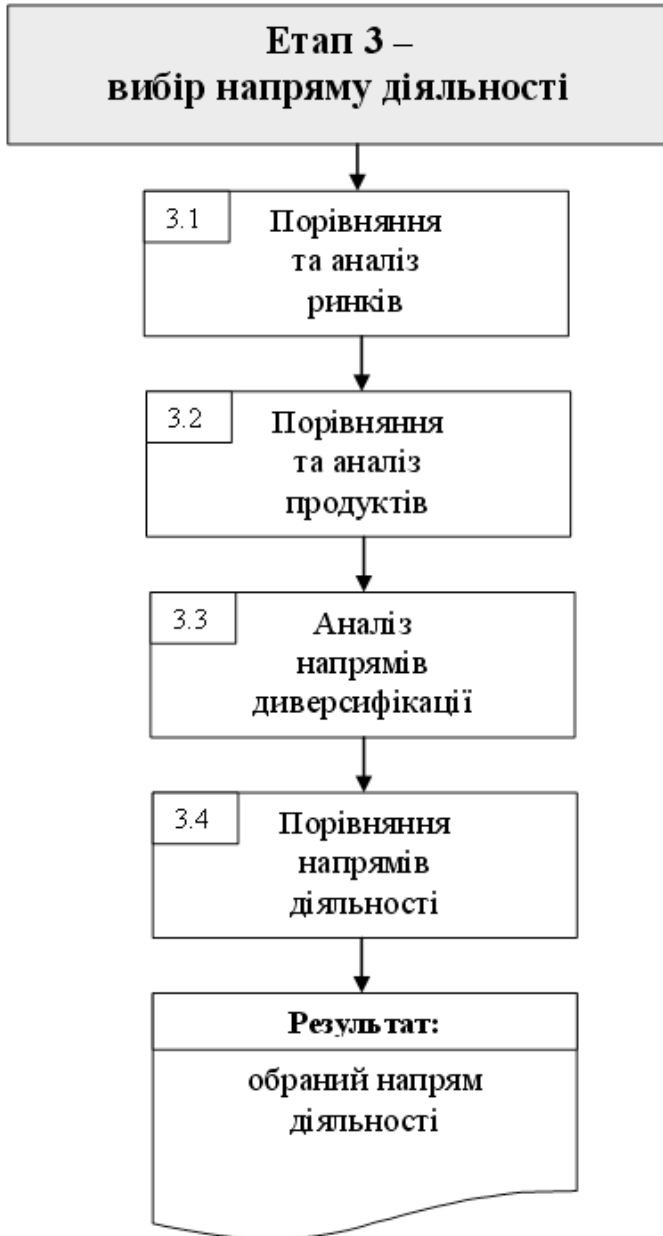 Етап 3 –
вибір напряму діяльності
3.1
Порівняння
та аналіз
ринків
3.2
Порівняння
та аналіз
продуктів
3.3
Аналіз
напрямів
диверсифікації
3.4
Порівняння
напрямів
діяльності
Результат:
обраний напрям
діяльності